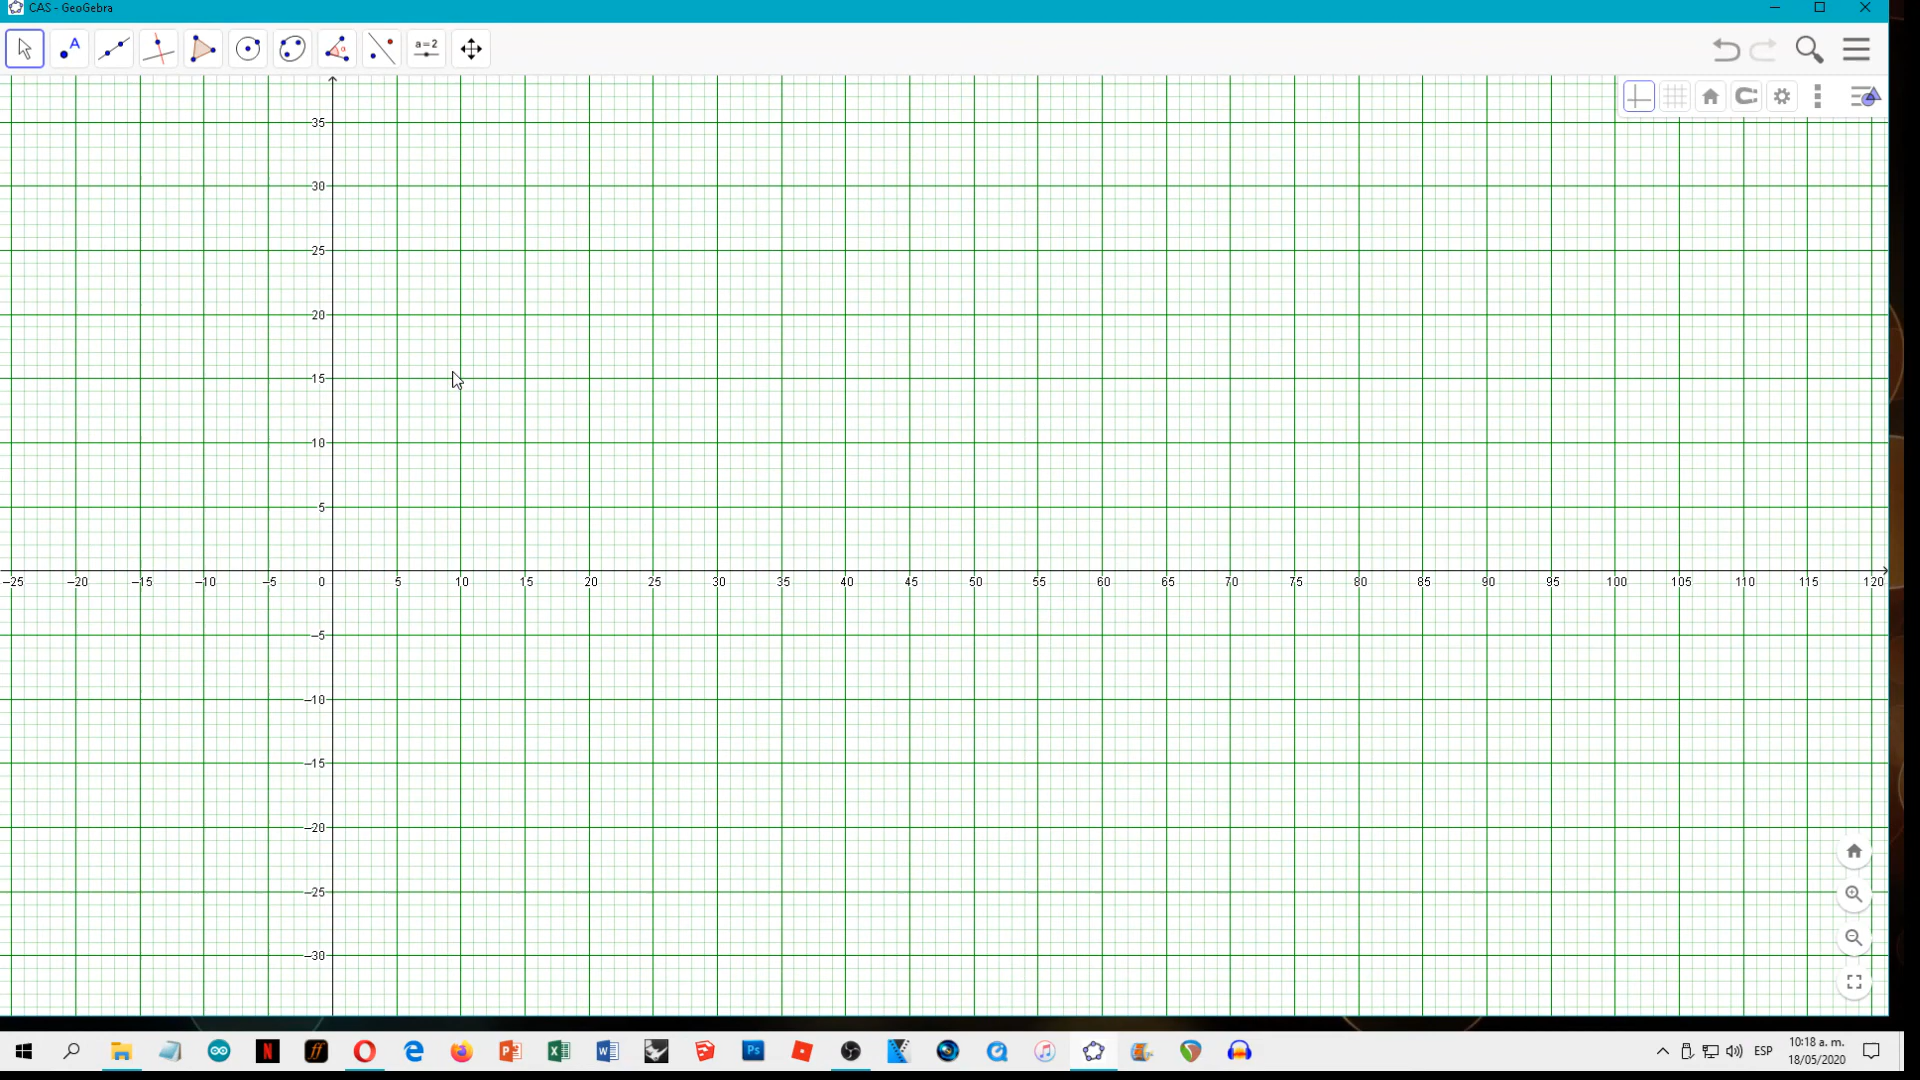 CAS - GeoGebra
A
α
a=2
35
30
25
20
15
10
5
-25 -20 -15 -10 -5 0 5 10 15 20 25 30 35 40 45 50 55 60 65 70 75 80 85 90 95 100 105 110 115 120
-5
-10
-15
-20
-25
-30
N ff P X W Ps ESP 10:18 a. m.
18/05/2020